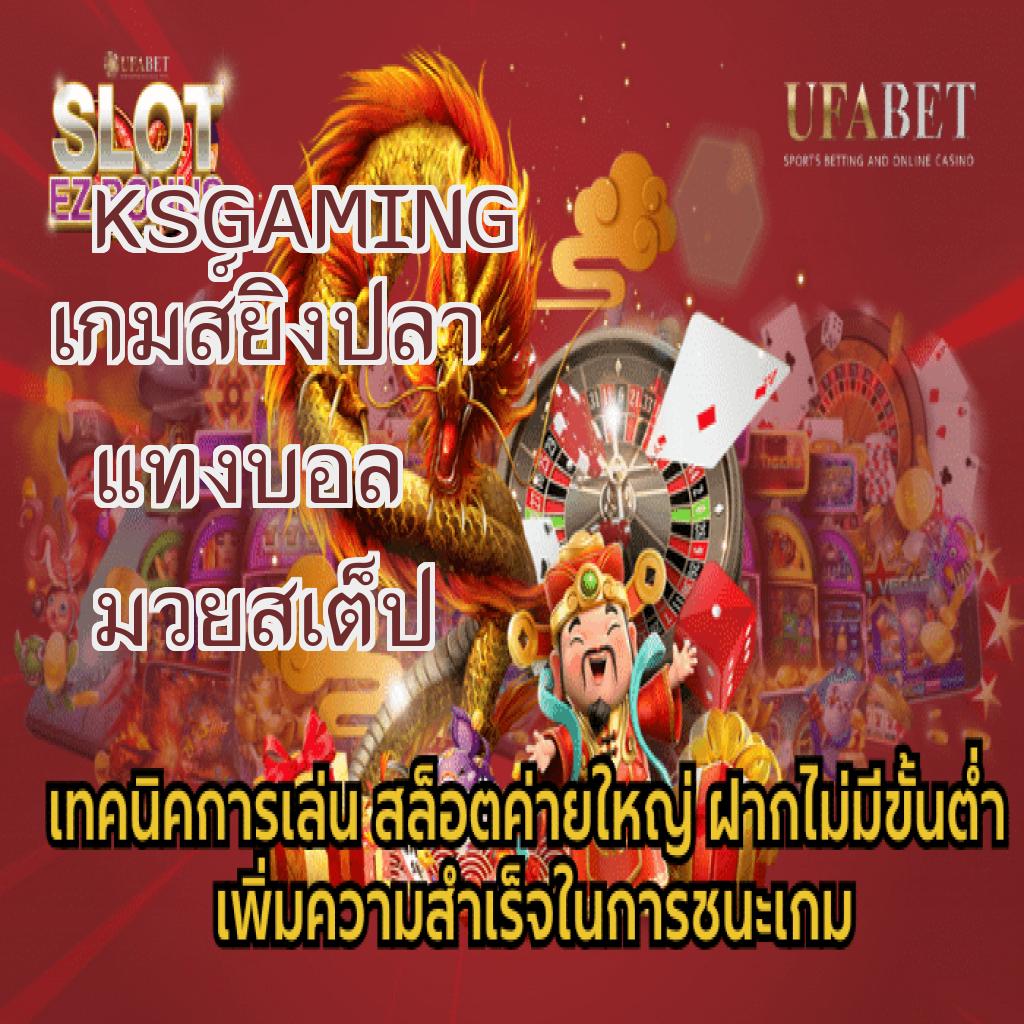 UFABET
SLOT
UFABET
SPORTS BETTING AND ONLINE CASINO
KSGAMING
เกมส์ยิงปลา
แทงบอล
มวยสเต็ป
เทคนิคการเล่น สล็อตค่ายใหญ่ ฝากไม่มีขั้นต่ำ
เพิ่มความสำเร็จในการชนะเกม